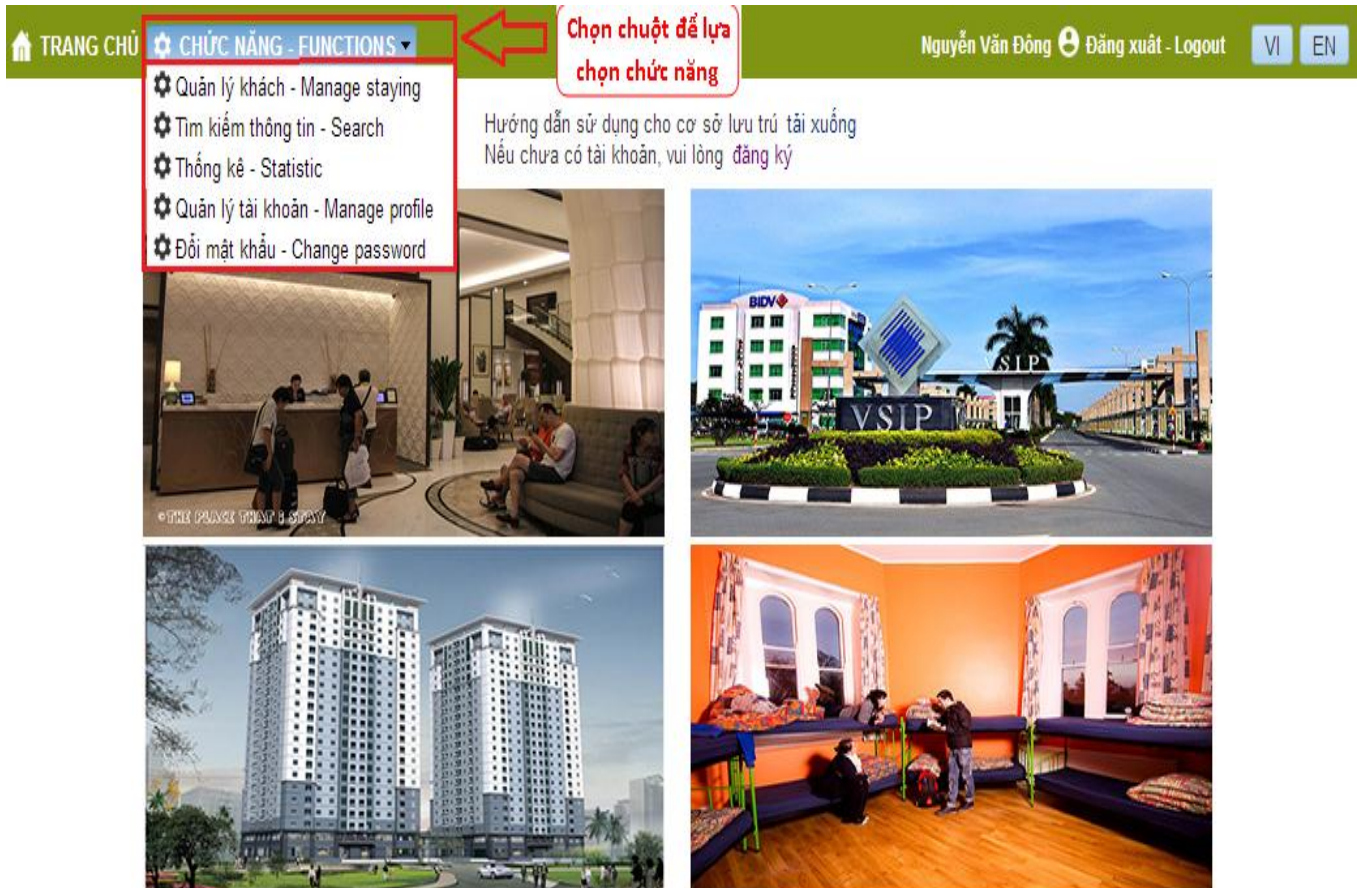 TRANG CHỦ
CHỨC NĂNG - FUNCTIONS
Chọn chuột để lựa
chọn chức năng
Nguyễn Văn Đông
Đăng xuât - Logout
VI
EN
Quản lý khách - Manage staying
Tìm kiếm thông tin - Search
Thống kê - Statistic
Quản lý tài khoản - Manage profile
Đổi mật khẩu - Change password
Hướng dẫn sử dụng cho cơ sở lưu trú tải xuống
Nếu chưa có tài khoản, vui lòng đăng ký
©THE PLACE THAT i STAY
BIDV
VSIP
VSIP